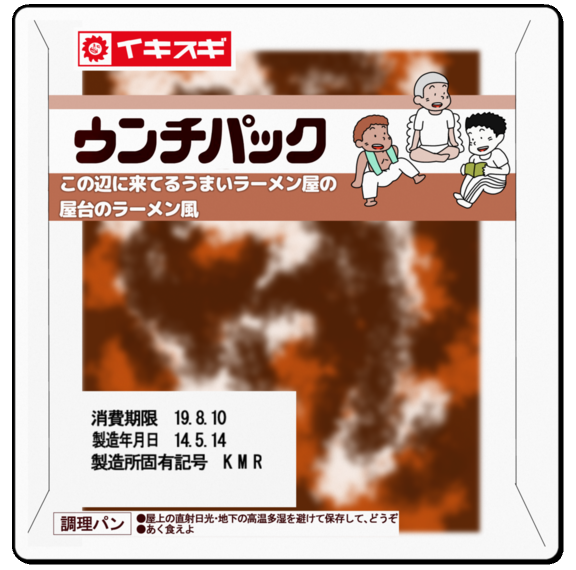 イキスギ
ウンチパック
この辺に来てるうまいラーメン屋の
屋台のラーメン風
消費期限 19.8.10
製造年月日 14.5.14
製造所固有記号 KMR
調理パン
●屋上の直射日光・地下の高温多湿を避けて保存して、どうぞ
●あく食えよ